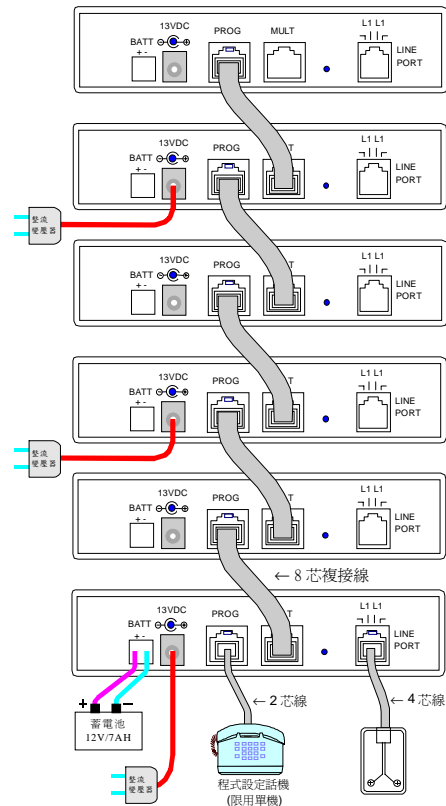 13VDC
PROG MULT L1 L1
BATT LINE
+ - PORT
13VDC
PROG T L1 L1
BATT LINE
+ - PORT
整流
變壓器
13VDC
PROG T L1 L1
BATT LINE
+ - PORT
13VDC
PROG T L1 L1
BATT LINE
+ - PORT
整流
變壓器
13VDC
PROG T L1 L1
BATT LINE
+ - PORT
← 8 芯複接線
13VDC
PROG T L1 L1
BATT LINE
+ - PORT
+ −
← 2 芯線
← 4 芯線
蓄電池
12V/7AH
整流
變壓器
程式設定話機
(限用單機)